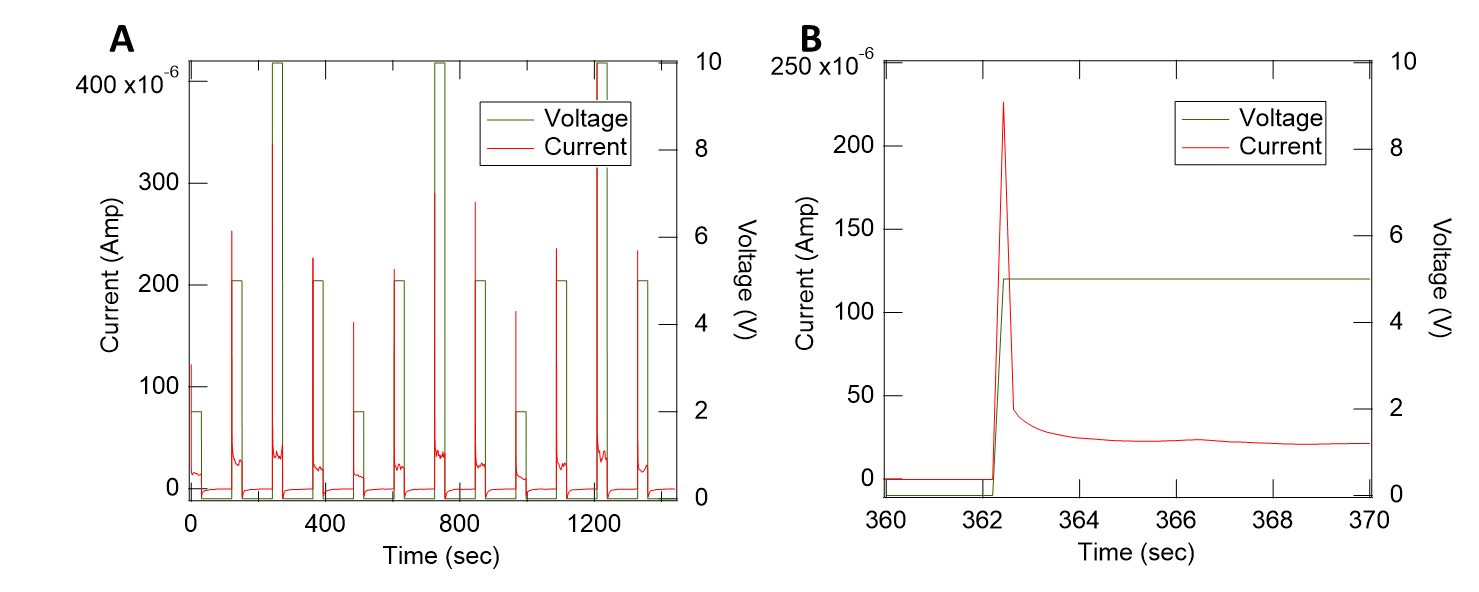 A
400 x10-6
300
200
100
0
Current (Amp)
0
400
800
1200
Time (sec)
10
8
6
4
2
0
Voltage (V)
Voltage
Current
B
250 x10-6
200
150
100
50
0
Current (Amp)
360
362
364
366
368
370
Time (sec)
10
8
6
4
2
0
Voltage (V)
Voltage
Current